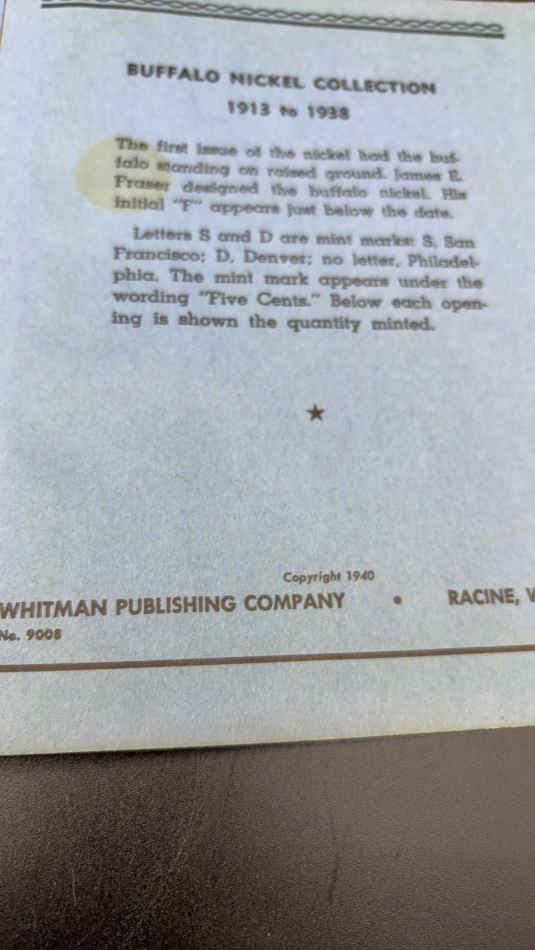 BUFFALO NICKEL COLLECTION
1913 to 1938
The first issue of the nickel had the buf-
falo standing on raised ground. James E.
Fraser designed the buffalo nickel. His
initial "F" appears just below the date.
Letters S and D are mint marks: S, San
Francisco; D, Denver; no letter, Philadel-
phia. The mint mark appears under the
wording "Five Cents." Below each open-
ing is shown the quantity minted.
Copyright 1940
WHITMAN PUBLISHING COMPANY • RACINE, W
No. 9008